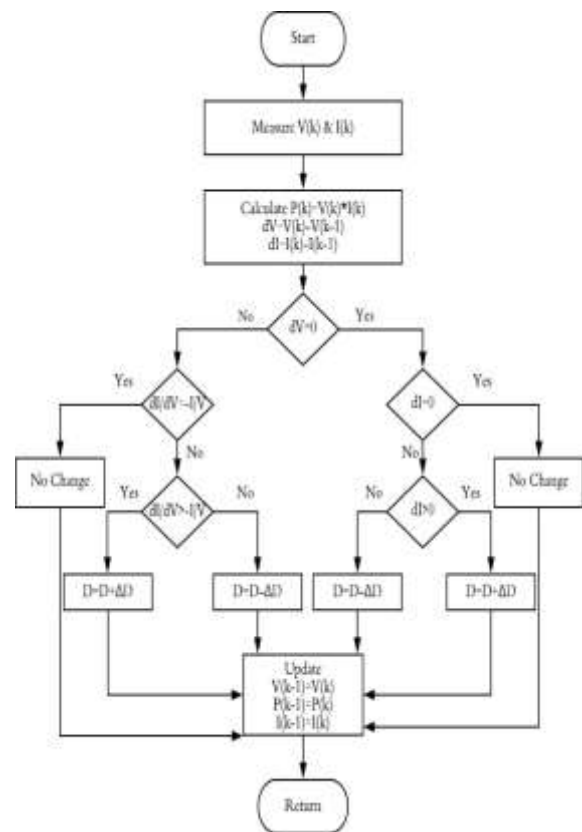 Start
Measure V(k) & I(k)
Calculate P(k)=V(k)*I(k)
dV=V(k)-V(k-1)
dI=I(k)-I(k-1)
No
dV=0
Yes
Yes
dI/dV=-I/V
dI=0
Yes
No
No
No Change
No Change
Yes
dI/dV>-I/V
No
No
dI>0
Yes
D=D+ΔD
D=D-ΔD
D=D-ΔD
D=D+ΔD
Update
V(k-1)=V(k)
P(k-1)=P(k)
I(k-1)=I(k)
Return